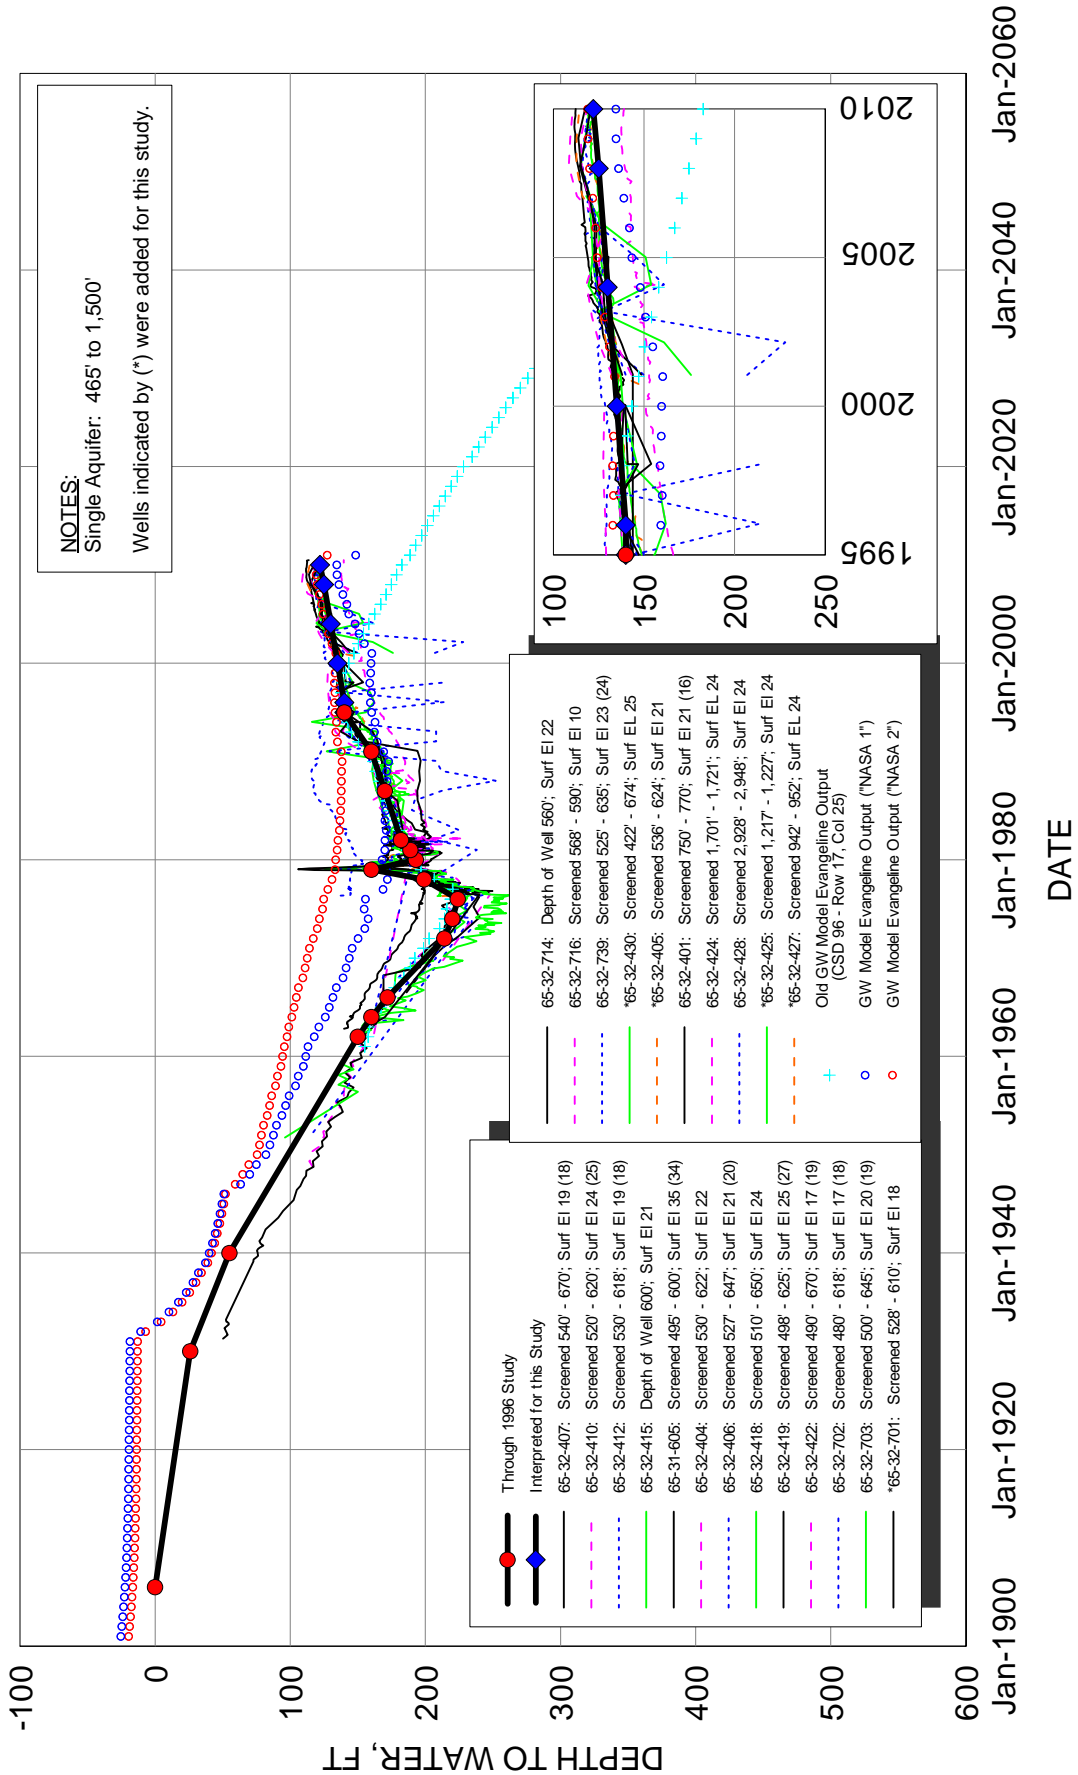 NOTES:
Single Aquifer:  465' to 1,500'
Wells indicated by (*) were added for this study.
DEPTH TO WATER, FT
-100
0
100
200
300
400
500
600
Jan-1900
Jan-1920
Jan-1940
Jan-1960
Jan-1980
Jan-2000
Jan-2020
Jan-2040
Jan-2060
DATE
100
150
200
250
1995
2000
2005
2010
Through 1996 Study
Interpreted for this Study
65-32-407:  Screened 540' - 670'; Surf El 19 (18)
65-32-410:  Screened 520' - 620'; Surf El 24 (25)
65-32-412:  Screened 530' - 618'; Surf El 19 (18)
65-32-415:  Depth of Well 600'; Surf El 21
65-31-605:  Screened 495' - 600'; Surf El 35 (34)
65-32-404:  Screened 530' - 622'; Surf El 22
65-32-406:  Screened 527' - 647'; Surf El 21 (20)
65-32-418:  Screened 510' - 650'; Surf El 24
65-32-419:  Screened 498' - 625'; Surf El 25 (27)
65-32-422:  Screened 490' - 670'; Surf El 17 (19)
65-32-702:  Screened 480' - 618'; Surf El 17 (18)
65-32-703:  Screened 500' - 645'; Surf El 20 (19)
*65-32-701:  Screened 528' - 610'; Surf El 18
65-32-714:  Depth of Well 560'; Surf El 22
65-32-716:  Screened 568' - 590'; Surf El 10
65-32-739:  Screened 525' - 635'; Surf El 23 (24)
*65-32-430:  Screened 422' - 674'; Surf EL 25
*65-32-405:  Screened 536' - 624'; Surf El 21
65-32-401:  Screened 750' - 770'; Surf El 21 (16)
65-32-424:  Screened 1,701' - 1,721'; Surf EL 24
65-32-428:  Screened 2,928' - 2,948'; Surf El 24
*65-32-425:  Screened 1,217' - 1,227'; Surf El 24
*65-32-427:  Screened 942' - 952'; Surf EL 24
Old GW Model Evangeline Output
(CSD 96 - Row 17, Col 25)
GW Model Evangeline Output ("NASA 1")
GW Model Evangeline Output ("NASA 2")